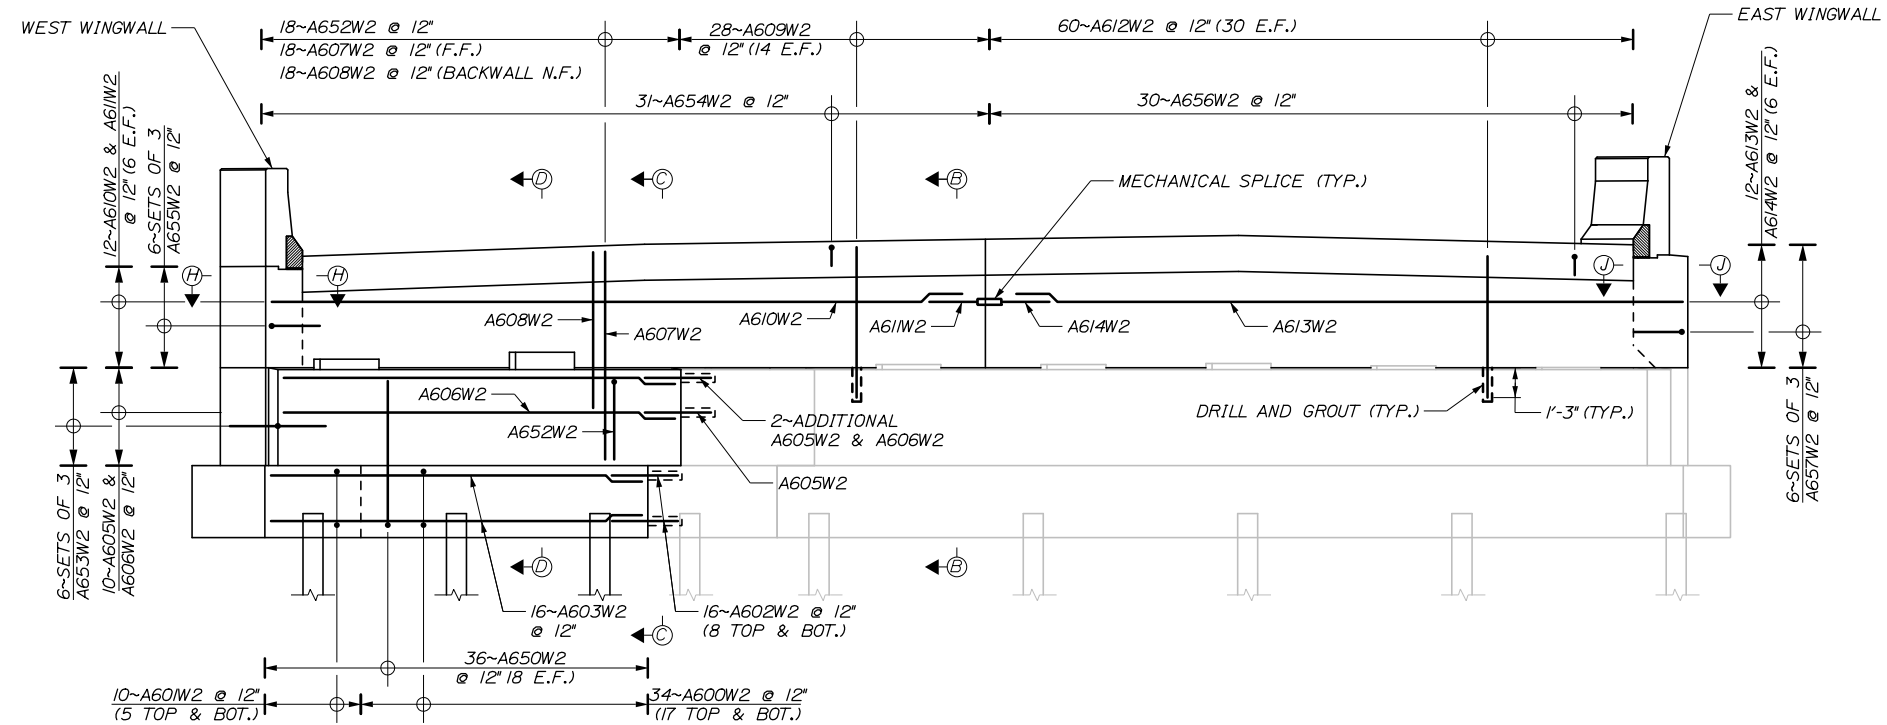 WEST WINGWALL
18~A652W2 @ 12"
18~A607W2 @ 12" (F.F.)
18~A608W2 @ 12" (BACKWALL N.F.)
28~A609W2
@ 12" (14 E.F.)
60~A612W2 @ 12" (30 E.F.)
EAST WINGWALL
31~A654W2 @ 12"
30~A656W2 @ 12"
12~A610W2 & A611W2
@ 12" (6 E.F.)
6~SETS OF 3
A655W2 @ 12"
12~A613W2 &
A614W2 @ 12" (6 E.F.)
D
C
B
MECHANICAL SPLICE (TYP.)
H
H
J
J
A608W2
A607W2
A610W2
A611W2
A614W2
A613W2
A606W2
A652W2
2~ADDITIONAL
A605W2 & A606W2
DRILL AND GROUT (TYP.)
1'-3" (TYP.)
A605W2
6~SETS OF 3
A653W2 @ 12"
10~A605W2 &
A606W2 @ 12"
6~SETS OF 3
A657W2 @ 12"
D
B
16~A603W2
@ 12"
16~A602W2 @ 12"
(8 TOP & BOT.)
C
36~A650W2
@ 12" 18 E.F.)
10~A601W2 @ 12"
(5 TOP & BOT.)
34~A600W2 @ 12"
(17 TOP & BOT.)